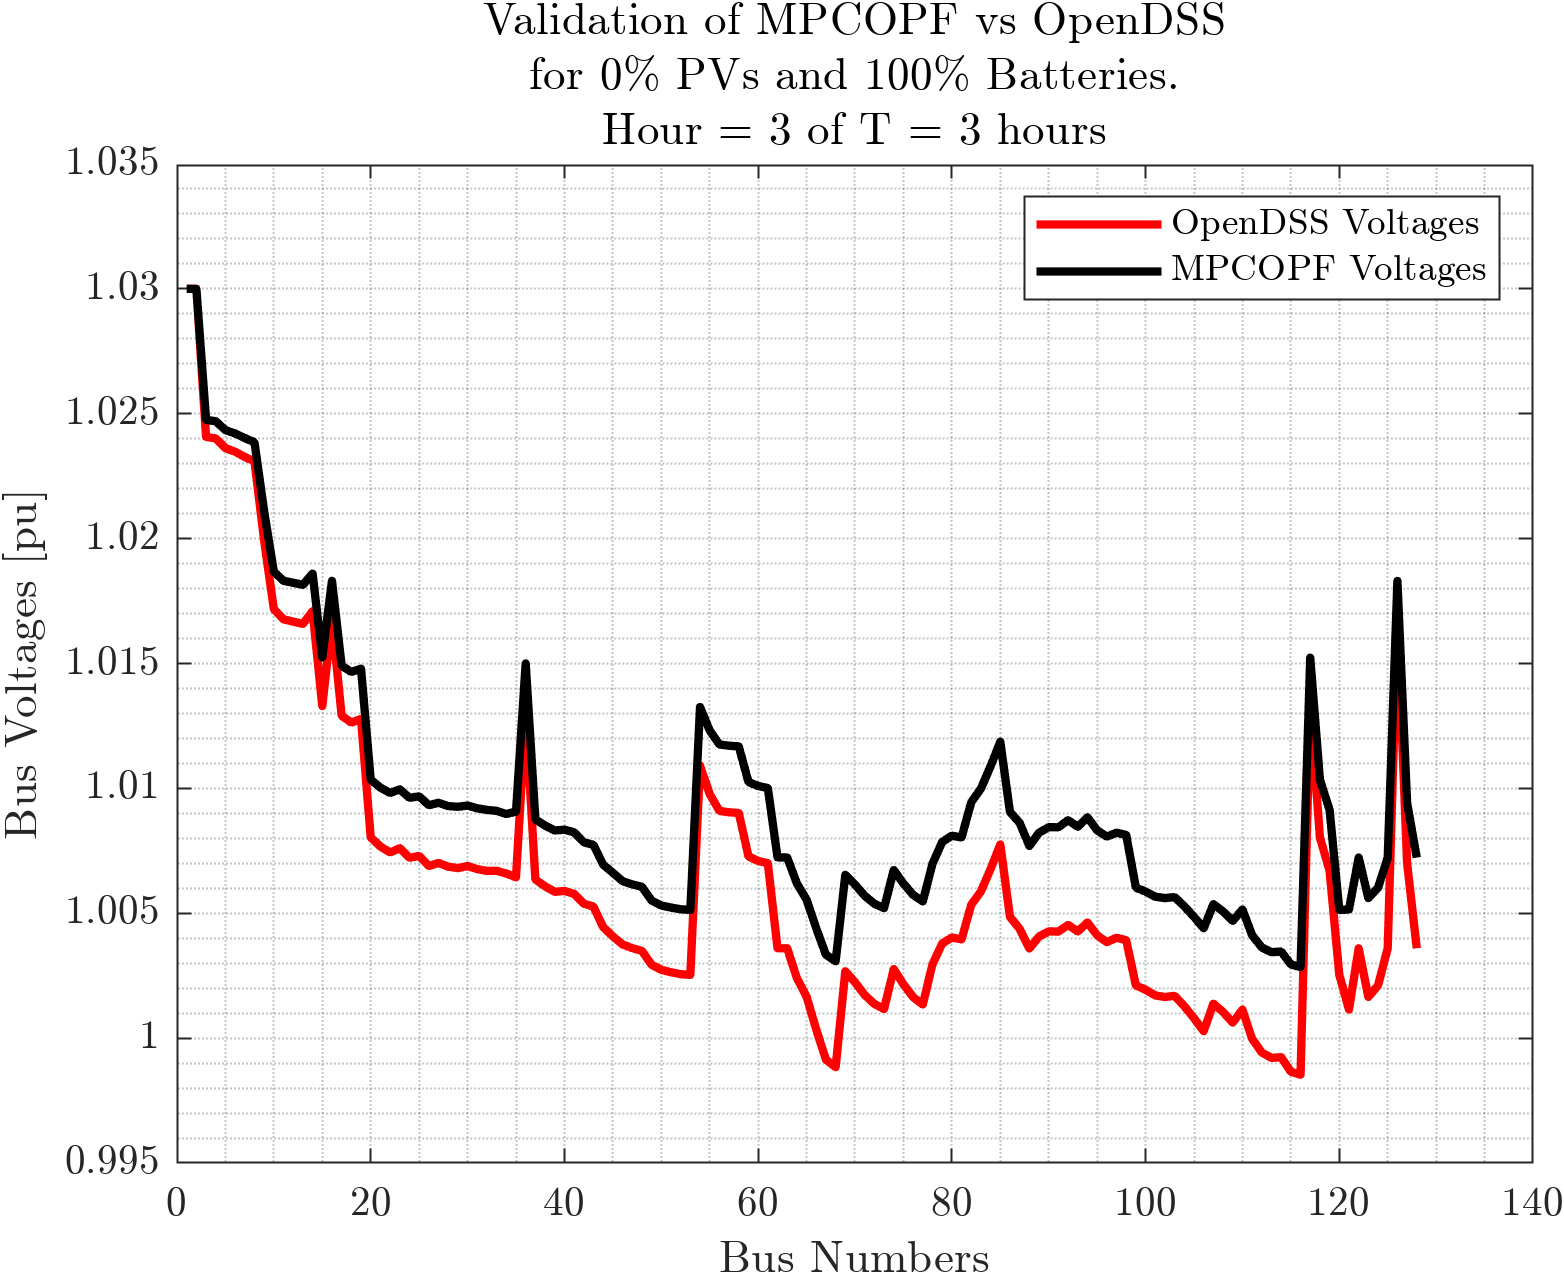 Validation of MPCOPF vs OpenDSS
for 0% PVs and 100% Batteries.
Hour = 3 of T = 3 hours
OpenDSS Voltages
MPCOPF Voltages
Bus Voltages [pu]
1.035
1.03
1.025
1.02
1.015
1.01
1.005
1
0.995
0 20 40 60 80 100 120 140
Bus Numbers